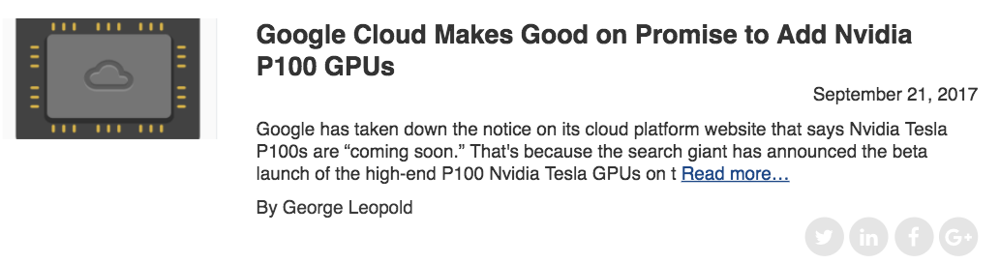 Google Cloud Makes Good on Promise to Add Nvidia
P100 GPUs
September 21, 2017
Google has taken down the notice on its cloud platform website that says Nvidia Tesla
P100s are “coming soon.” That's because the search giant has announced the beta
launch of the high-end P100 Nvidia Tesla GPUs on t Read more…
By George Leopold
in
f
G+